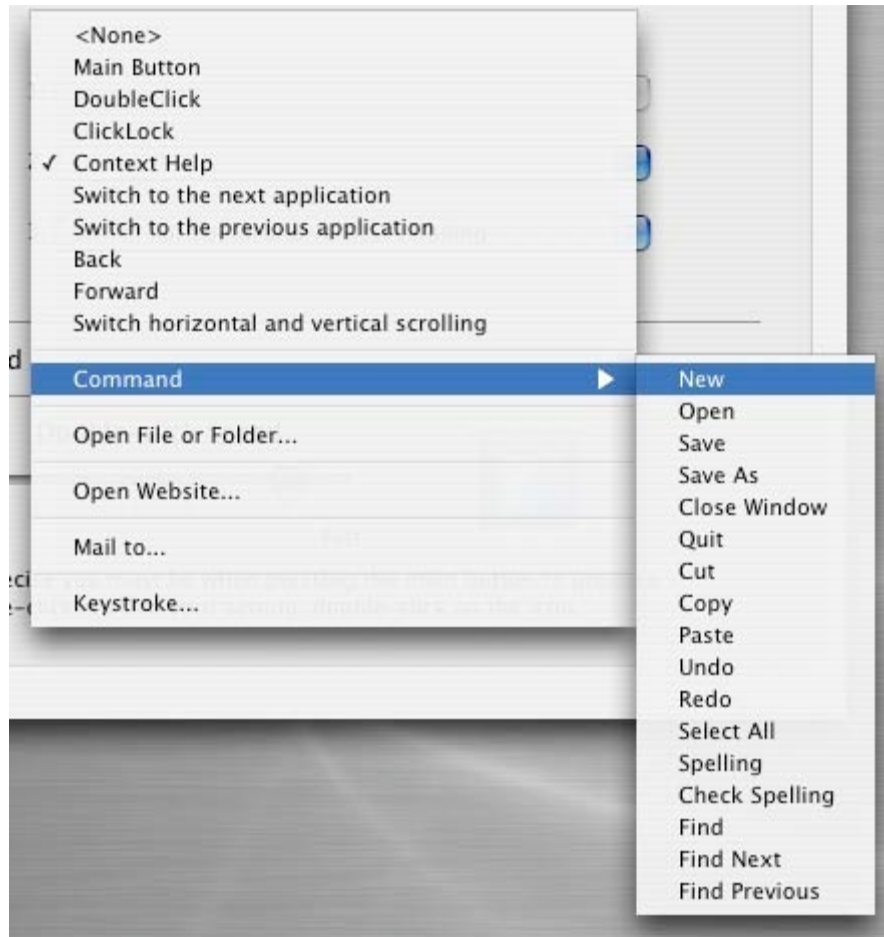 <None>
Main Button
DoubleClick
ClickLock
✓ Context Help
Switch to the next application
Switch to the previous application
Back
Forward
Switch horizontal and vertical scrolling
Command
Open File or Folder...
Open Website...
Mail to...
Keystroke...
New
Open
Save
Save As
Close Window
Quit
Cut
Copy
Paste
Undo
Redo
Select All
Spelling
Check Spelling
Find
Find Next
Find Previous